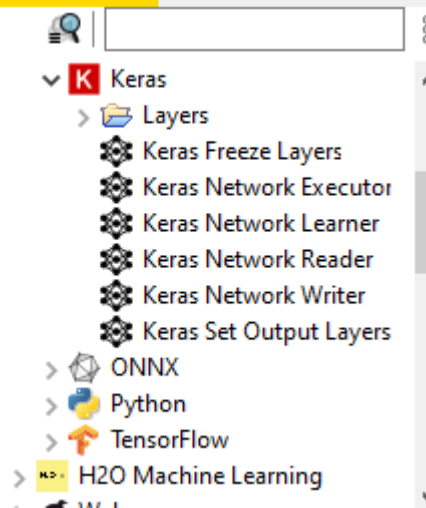 K Keras
Layers
Keras Freeze Layers
Keras Network Executor
Keras Network Learner
Keras Network Reader
Keras Network Writer
Keras Set Output Layers
ONNX
Python
TensorFlow
H2O Machine Learning